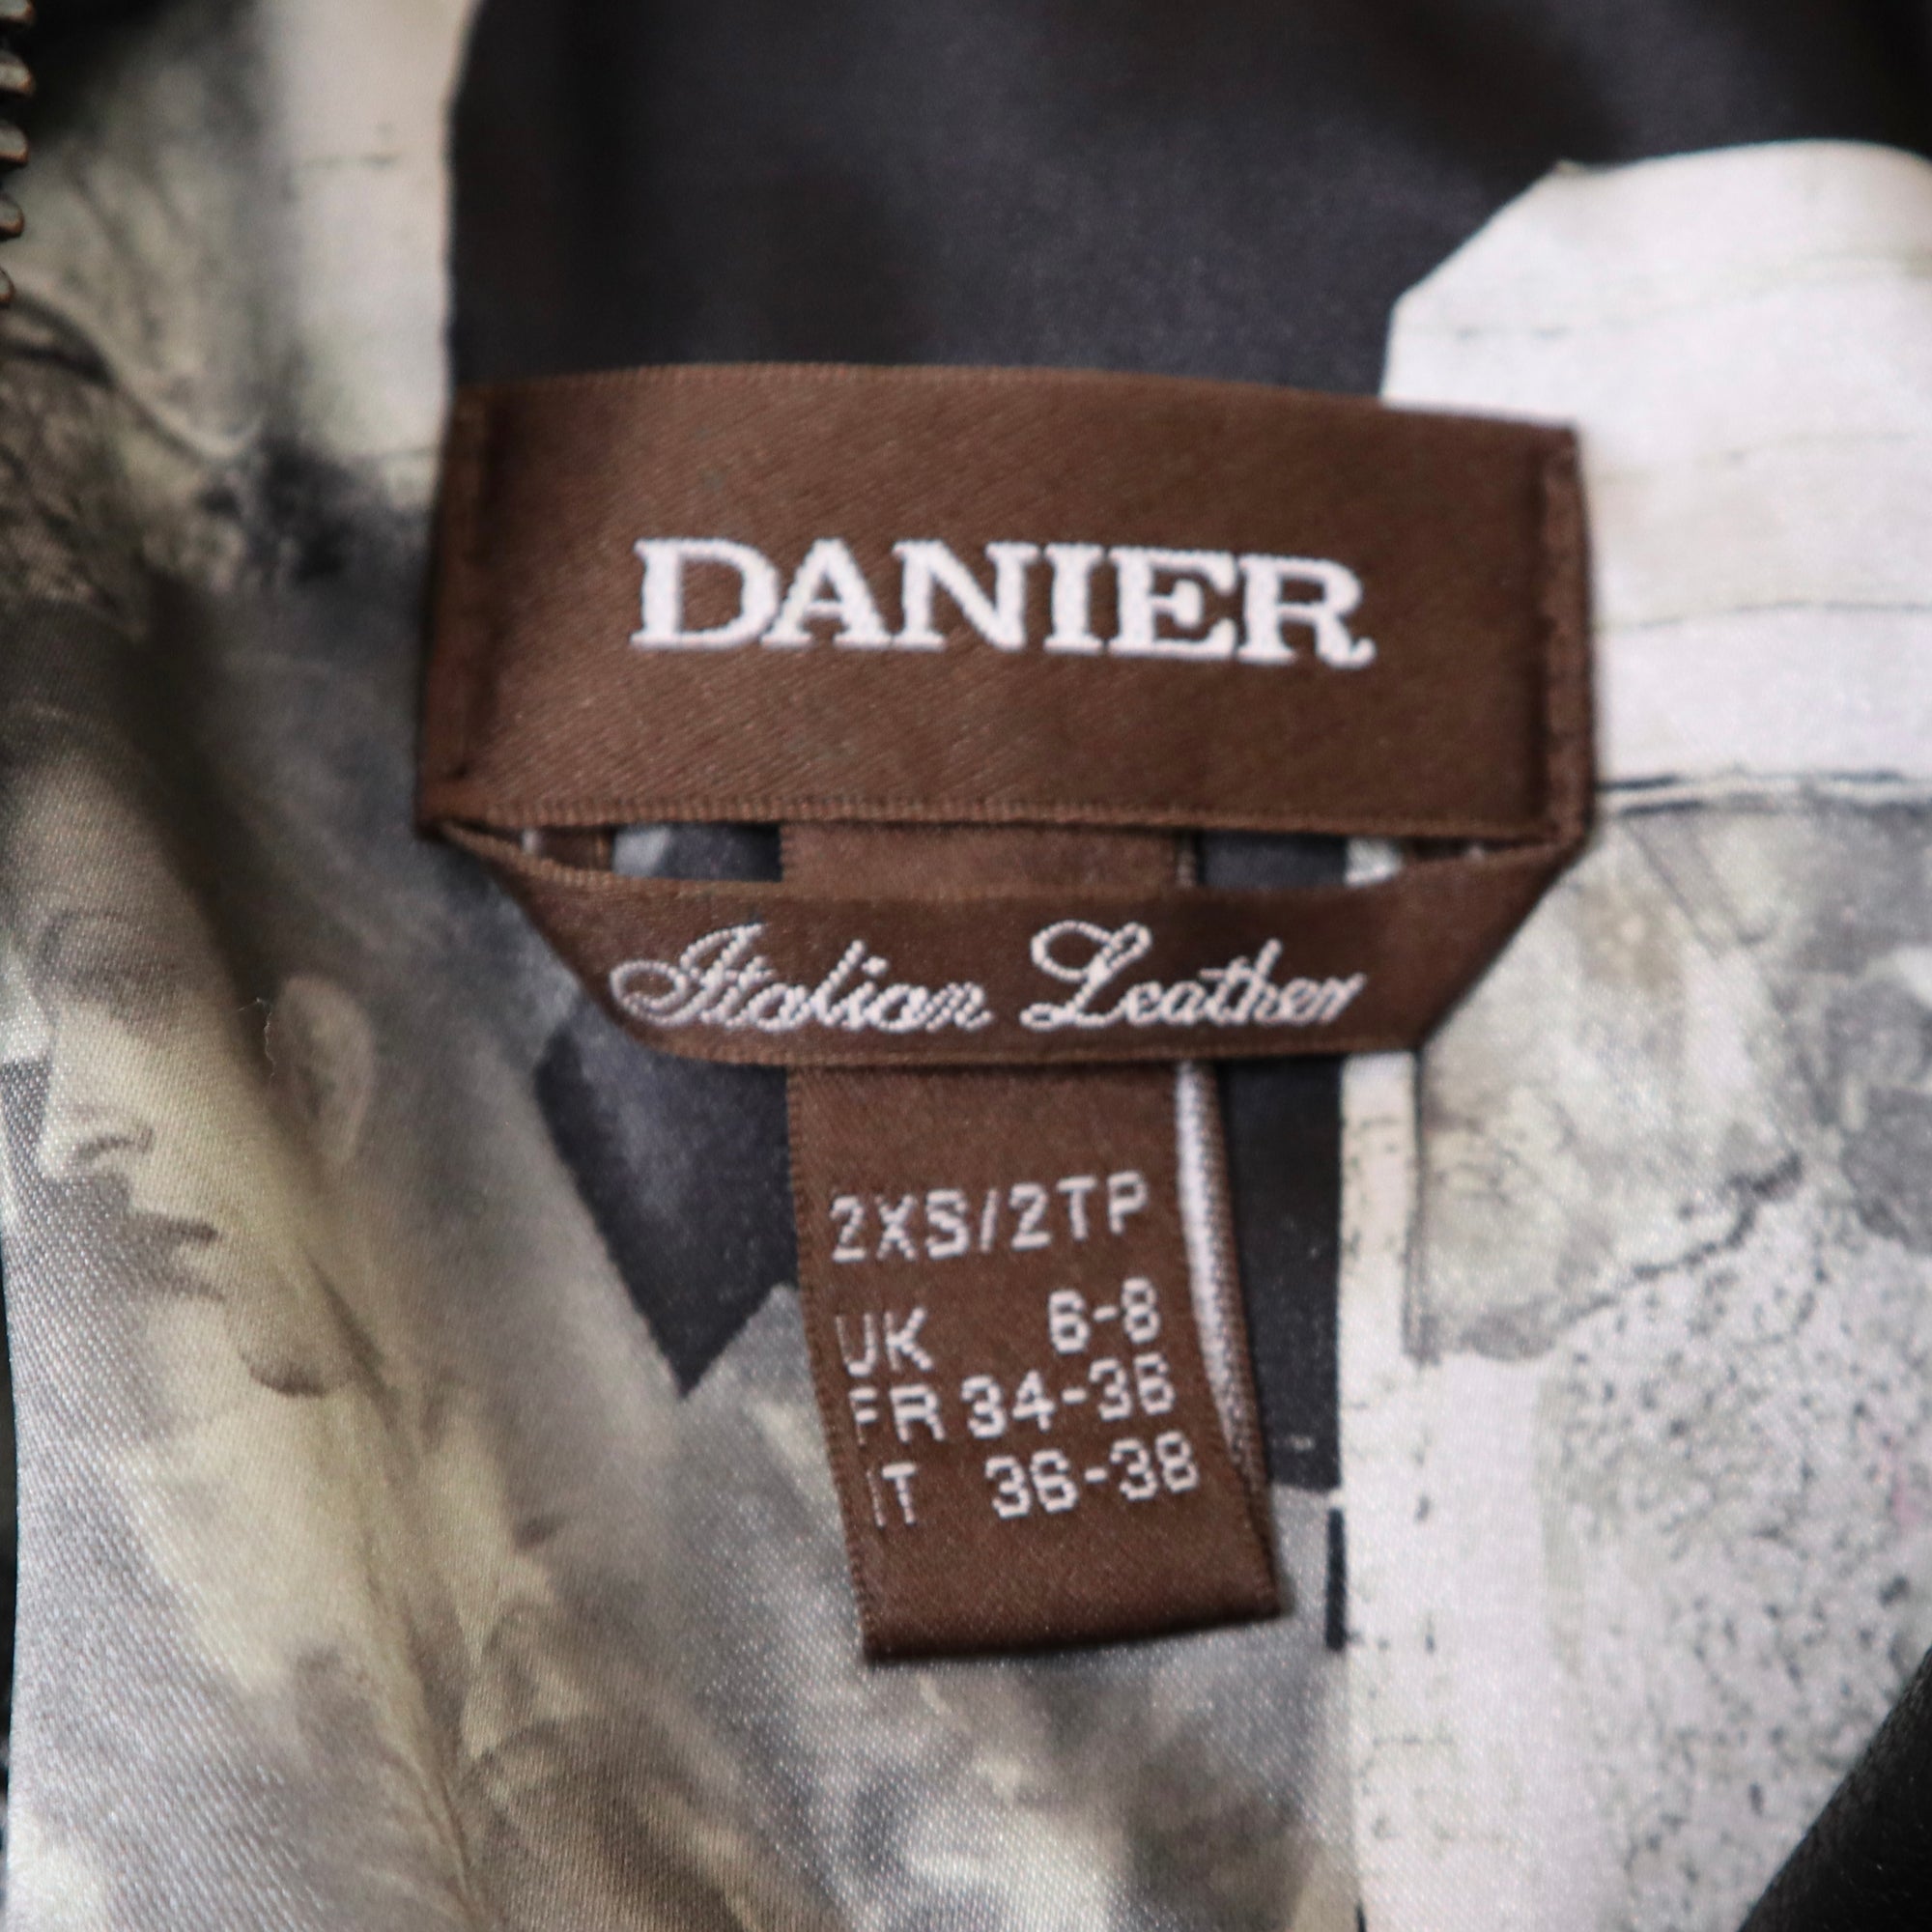 DANIER
Italian Leather
2XS/2TP
UK 6-8
FR 34-36
IT 36-38